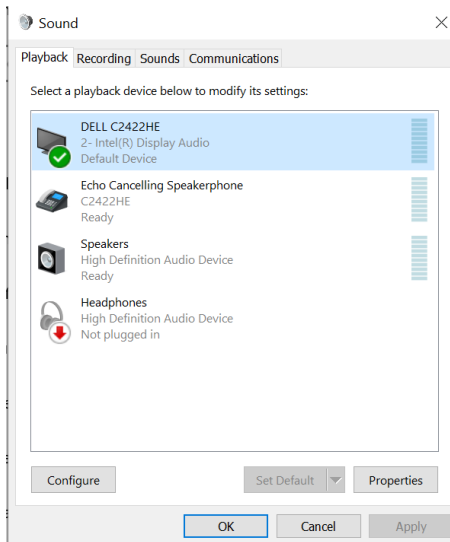 Sound
Playback Recording Sounds Communications
Select a playback device below to modify its settings:
DELL C2422HE
2- Intel(R) Display Audio
Default Device
Echo Cancelling Speakerphone
C2422HE
Ready
Speakers
High Definition Audio Device
Ready
Headphones
High Definition Audio Device
Not plugged in
Configure Set Default Properties
OK Cancel Apply